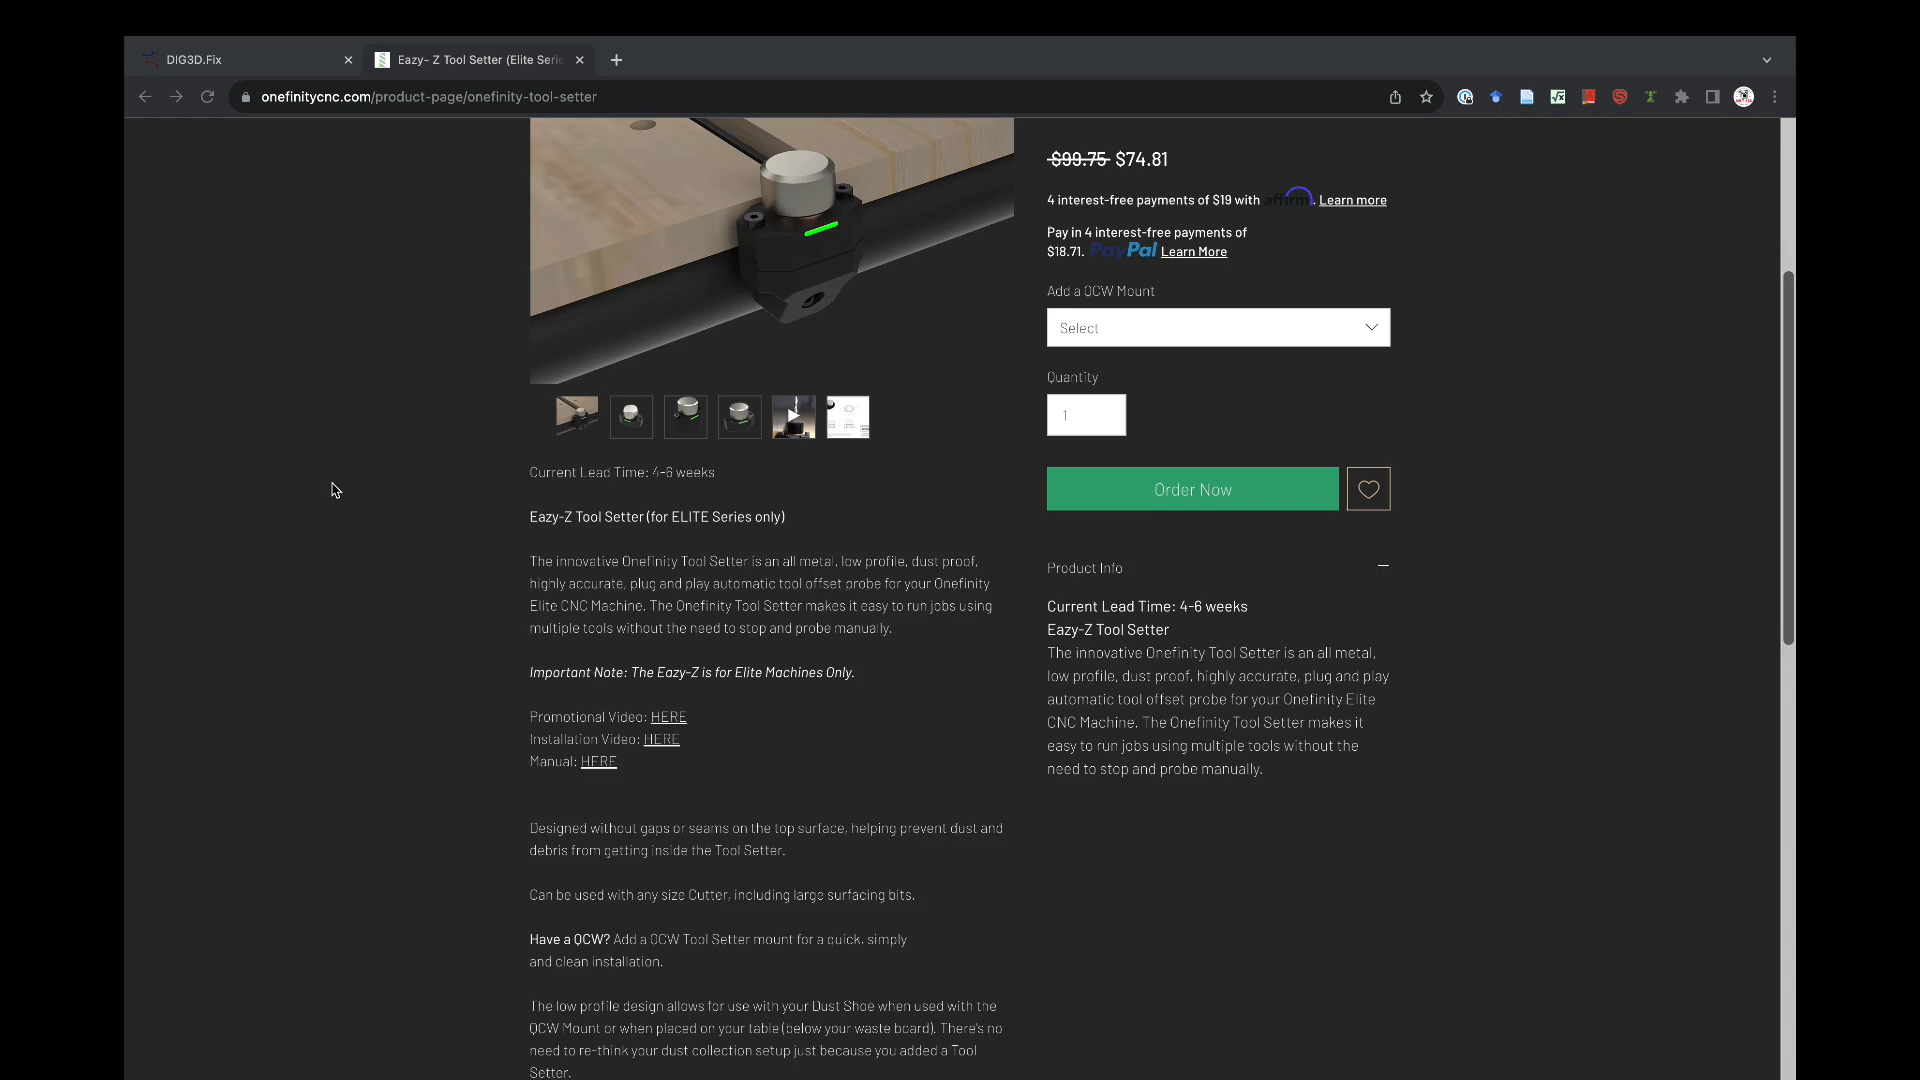 DIG3D.Fix
Eazy- Z Tool Setter (Elite Serie
onefinitycnc.com/product-page/onefinity-tool-setter
$99.75 $74.81
4 interest-free payments of $19 with affirm. Learn more
Pay in 4 interest-free payments of
$18.71. PayPal Learn More
Add a QCW Mount
Select
Quantity
1
Order Now
Current Lead Time: 4-6 weeks
Eazy-Z Tool Setter (for ELITE Series only)
The innovative Onefinity Tool Setter is an all metal, low profile, dust proof,
highly accurate, plug and play automatic tool offset probe for your Onefinity
Elite CNC Machine. The Onefinity Tool Setter makes it easy to run jobs using
multiple tools without the need to stop and probe manually.
Important Note: The Eazy-Z is for Elite Machines Only.
Promotional Video: HERE
Installation Video: HERE
Manual: HERE
Designed without gaps or seams on the top surface, helping prevent dust and
debris from getting inside the Tool Setter.
Can be used with any size Cutter, including large surfacing bits.
Have a QCW? Add a QCW Tool Setter mount for a quick, simply
and clean installation.
The low profile design allows for use with your Dust Shoe when used with the
QCW Mount or when placed on your table (below your waste board). There's no
need to re-think your dust collection setup just because you added a Tool
Setter.
Product Info
Current Lead Time: 4-6 weeks
Eazy-Z Tool Setter
The innovative Onefinity Tool Setter is an all metal,
low profile, dust proof, highly accurate, plug and play
automatic tool offset probe for your Onefinity Elite
CNC Machine. The Onefinity Tool Setter makes it
easy to run jobs using multiple tools without the
need to stop and probe manually.